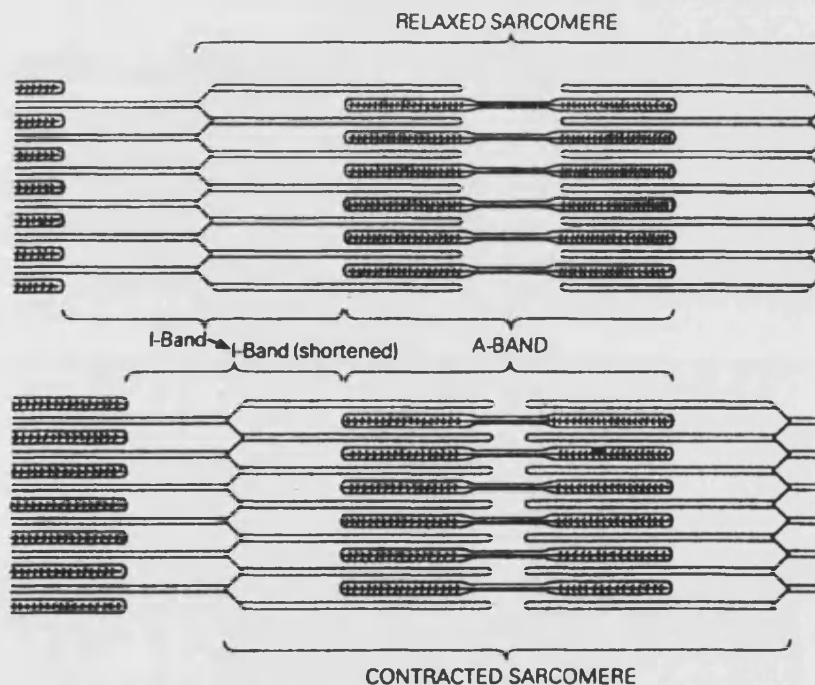 RELAXED SARCOMERE
I-Band
I-Band (shortened)
A-BAND
CONTRACTED SARCOMERE